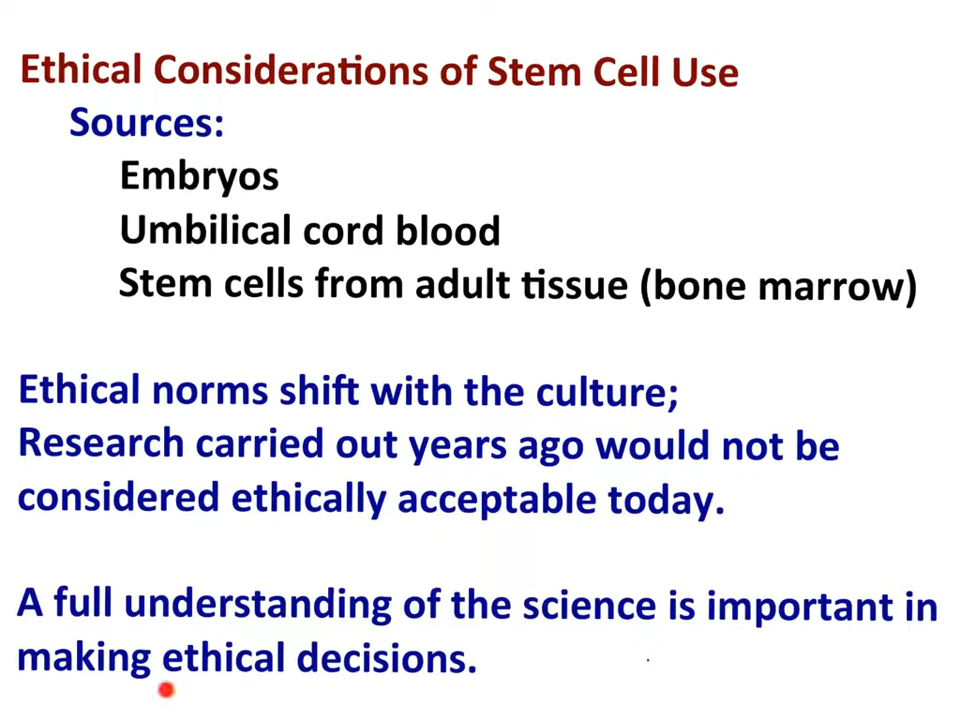 Ethical Considerations of Stem Cell Use
Sources:
Embryos
Umbilical cord blood
Stem cells from adult tissue (bone marrow)
Ethical norms shift with the culture;
Research carried out years ago would not be
considered ethically acceptable today.
A full understanding of the science is important in
making ethical decisions.